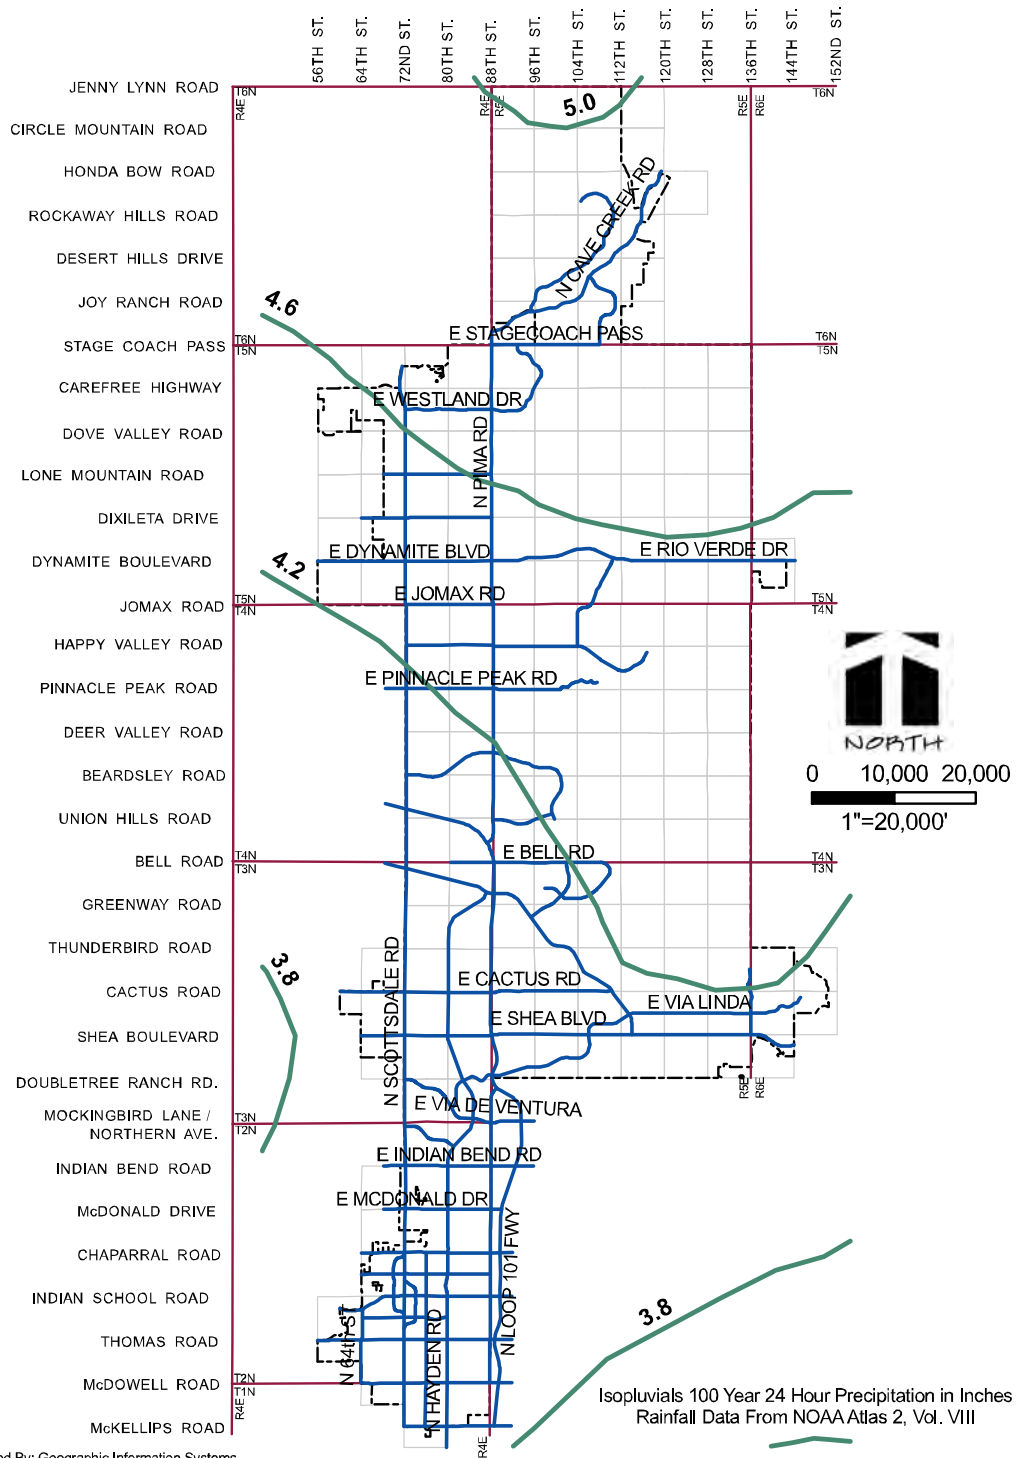 56TH ST.
64TH ST.
72ND ST.
80TH ST.
88TH ST.
96TH ST.
104TH ST.
112TH ST.
120TH ST.
128TH ST.
136TH ST.
144TH ST.
152ND ST.
JENNY LYNN ROAD
T6N
R4E
R4E
R5E
5.0
R5E
R6E
T6N
CIRCLE MOUNTAIN ROAD
HONDA BOW ROAD
ROCKAWAY HILLS ROAD
N CAVE CREEK RD
DESERT HILLS DRIVE
JOY RANCH ROAD
4.6
E STAGECOACH PASS
STAGE COACH PASS
T6N
T5N
T6N
T5N
CAREFREE HIGHWAY
E WESTLAND DR
DOVE VALLEY ROAD
N PIMA RD
LONE MOUNTAIN ROAD
DIXILETA DRIVE
E DYNAMITE BLVD
E RIO VERDE DR
DYNAMITE BOULEVARD
4.2
E JOMAX RD
JOMAX ROAD
T5N
T4N
T5N
T4N
HAPPY VALLEY ROAD
E PINNACLE PEAK RD
PINNACLE PEAK ROAD
DEER VALLEY ROAD
NORTH
BEARDSLEY ROAD
0 10,000 20,000
1"=20,000'
UNION HILLS ROAD
E BELL RD
BELL ROAD
T4N
T3N
T4N
T3N
GREENWAY ROAD
THUNDERBIRD ROAD
3.8
N SCOTTSDALE RD
E CACTUS RD
CACTUS ROAD
E VIA LINDA
E SHEA BLVD
SHEA BOULEVARD
DOUBLETREE RANCH RD.
R5E
R6E
E VIA DE VENTURA
MOCKINGBIRD LANE /
NORTHERN AVE.
T3N
T2N
E INDIAN BEND RD
INDIAN BEND ROAD
E MCDONALD DR
McDONALD DRIVE
N LOOP 101 FWY
CHAPARRAL ROAD
INDIAN SCHOOL ROAD
3.8
N 64th ST
N HAYDEN RD
THOMAS ROAD
McDOWELL ROAD
T2N
T1N
R4E
Isopluvials 100 Year 24 Hour Precipitation in Inches
Rainfall Data From NOAA Atlas 2, Vol. VIII
McKELLIPS ROAD
R4E